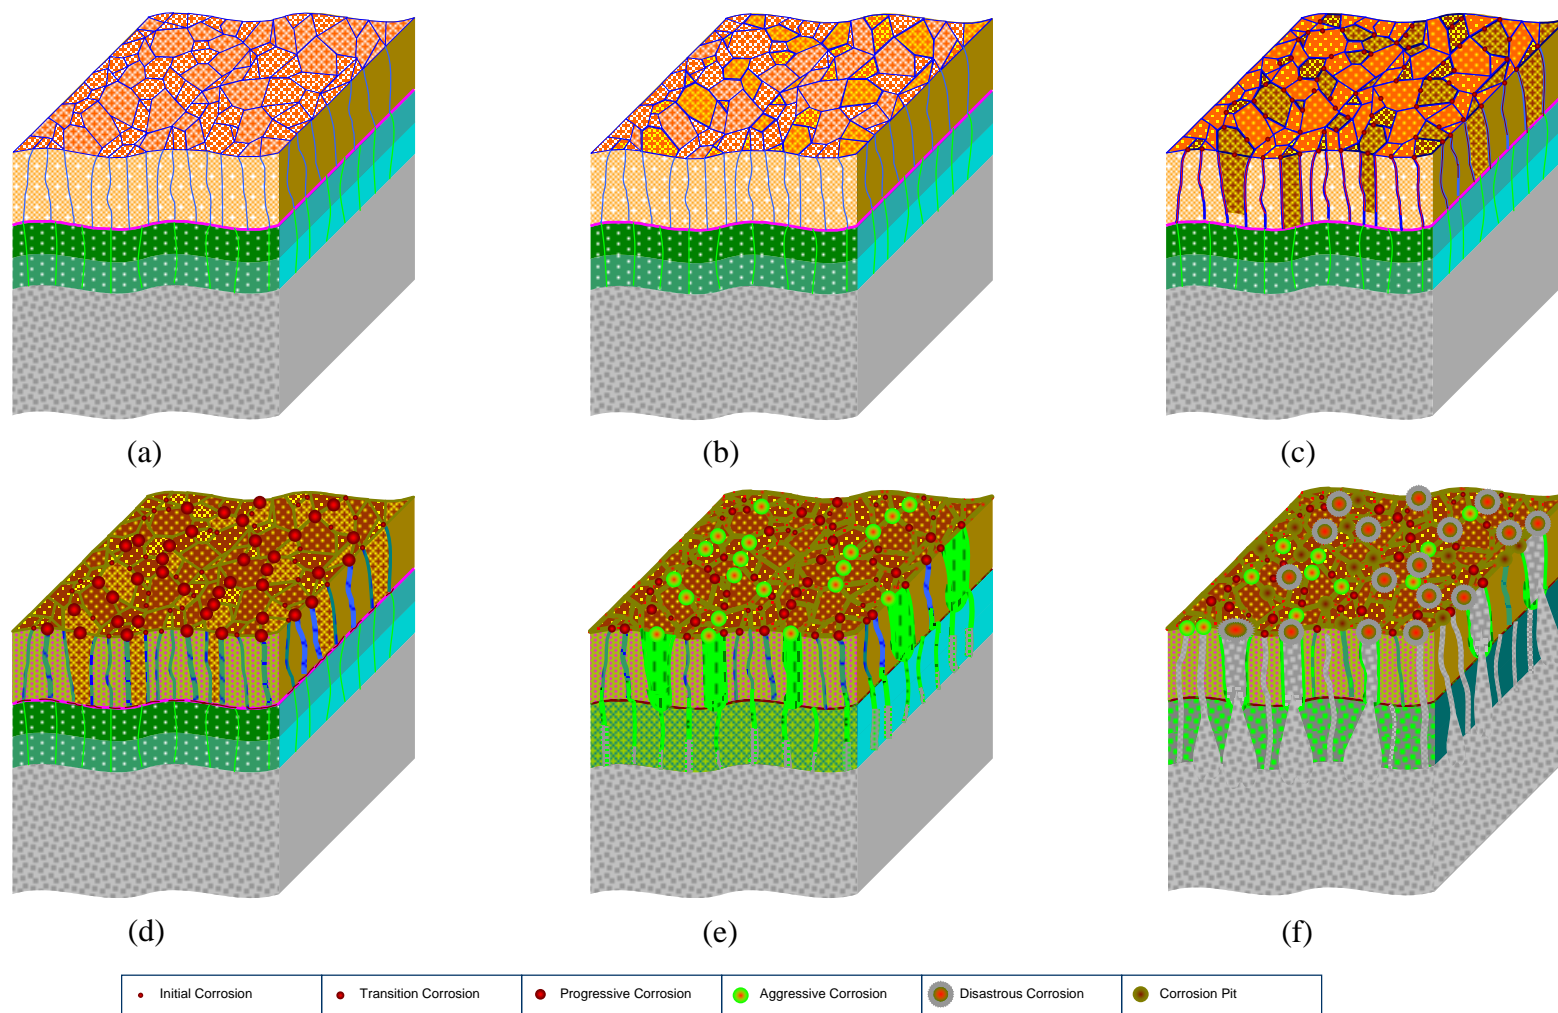 (a) (b) (c)
(d) (e) (f)
Initial Corrosion Transition Corrosion Progressive Corrosion Aggressive Corrosion Disastrous Corrosion Corrosion Pit